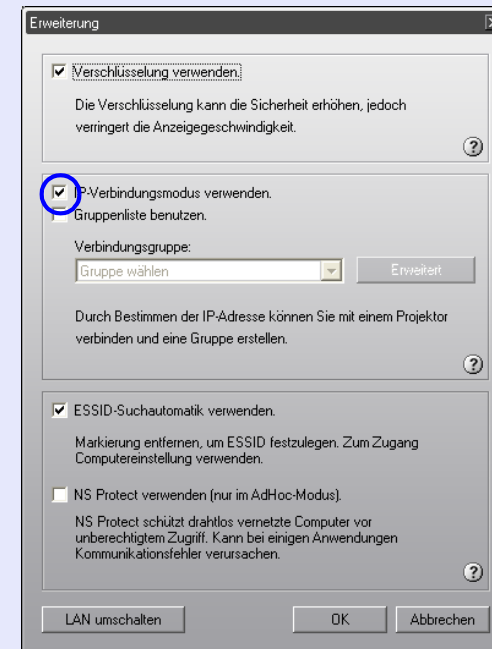 Erweiterung
Verschlüsselung verwenden.
Die Verschlüsselung kann die Sicherheit erhöhen, jedoch
verringert die Anzeigegeschwindigkeit.
?
IP-Verbindungsmodus verwenden.
Gruppenliste benutzen.
Verbindungsgruppe:
Gruppe wählen
Erweitert
Durch Bestimmen der IP-Adresse können Sie mit einem Projektor
verbinden und eine Gruppe erstellen.
?
ESSID-Suchautomatik verwenden.
Markierung entfernen, um ESSID festzulegen. Zum Zugang
Computereinstellung verwenden.
NS Protect verwenden (nur im AdHoc-Modus).
NS Protect schützt drahtlos vernetzte Computer vor
unberechtigtem Zugriff. Kann bei einigen Anwendungen
Kommunikationsfehler verursachen.
?
LAN umschalten
OK
Abbrechen